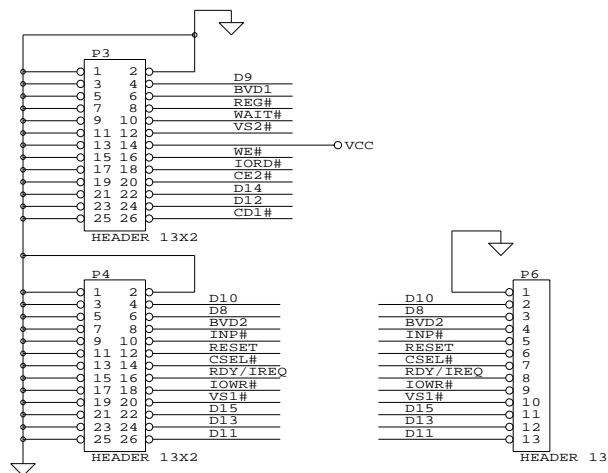 P3
1 2
3 4 D9
5 6 BVD1
7 8 REG#
9 10 WAIT#
11 12 VS2#
13 14 VCC
15 16 WE#
17 18 IORD#
19 20 CE2#
21 22 D14
23 24 D12
25 26 CD1#
HEADER 13X2
P4
1 2
3 4 D10
5 6 D8
7 8 BVD2
9 10 INP#
11 12 RESET
13 14 CSEL#
15 16 RDY/IREQ
17 18 IOWR#
19 20 VS1#
21 22 D15
23 24 D13
25 26 D11
HEADER 13X2
P6
1
D10 2
D8 3
BVD2 4
INP# 5
RESET 6
CSEL# 7
RDY/IREQ 8
IOWR# 9
VS1# 10
D15 11
D13 12
D11 13
HEADER 13